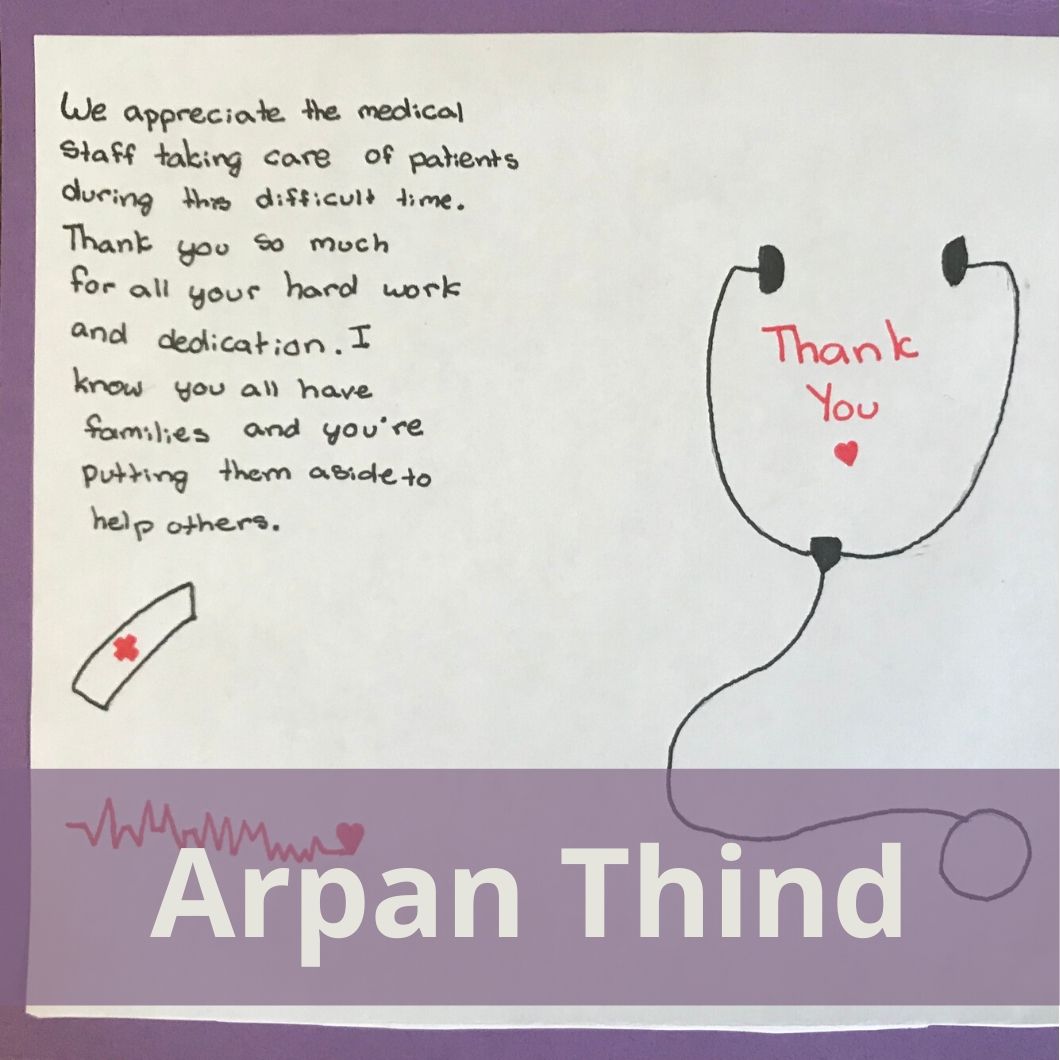 We appreciate the medical
Staff taking care of patients
during this difficult time.
Thank you so much
for all your hard work
and dedication. I
know you all have
families and you're
putting them aside to
help others.
Thank
You
Arpan Thind